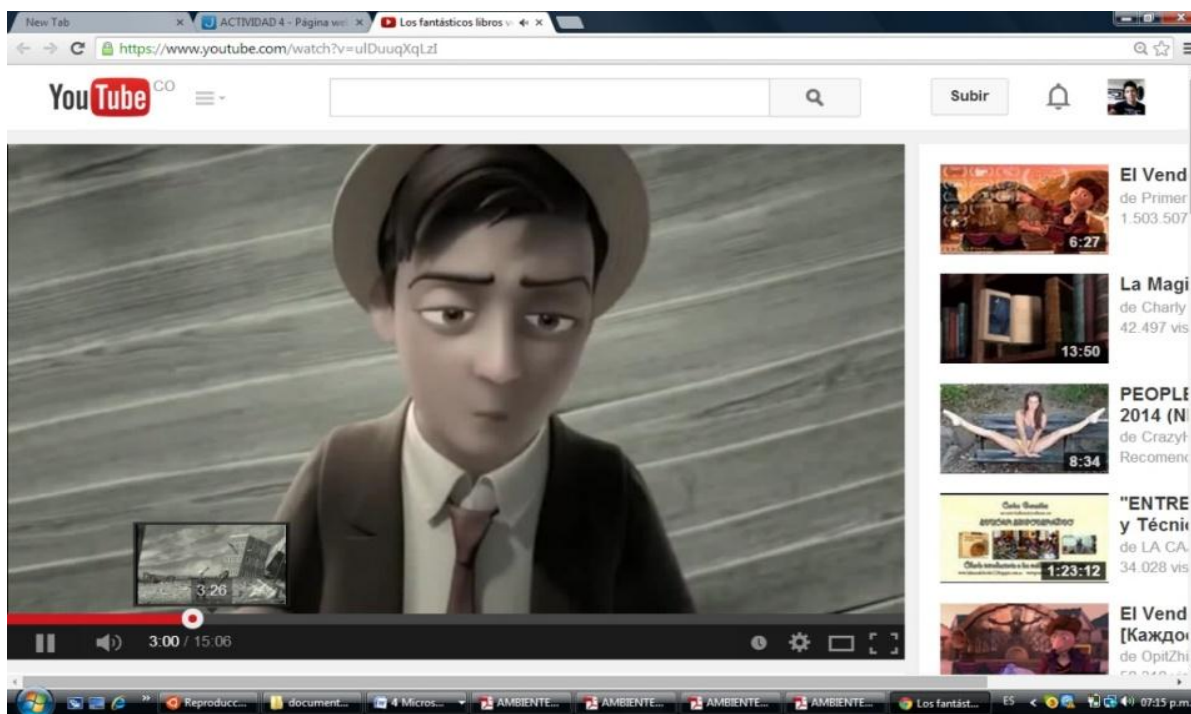 New Tab
ACTIVIDAD 4 - Página we
Los fantásticos libros v
https://www.youtube.com/watch?v=ulDuuqXqLzI
YouTube CO
Subir
El Vend
de Primer
1.503.507
6:27
La Magi
de Charly
42.497 vis
13:50
PEOPLE
2014 (N
de Crazy
Recomend
8:34
"ENTRE
y Técni
de LA CA
34.028 vis
1:23:12
El Vend
[Каждо
de OpitZhi
3:26
3:00 / 15:06
Reproducc...
document...
4 Micros...
AMBIENTE...
AMBIENTE...
AMBIENTE...
AMBIENTE...
Los fantást...
ES
07:15 p.m.